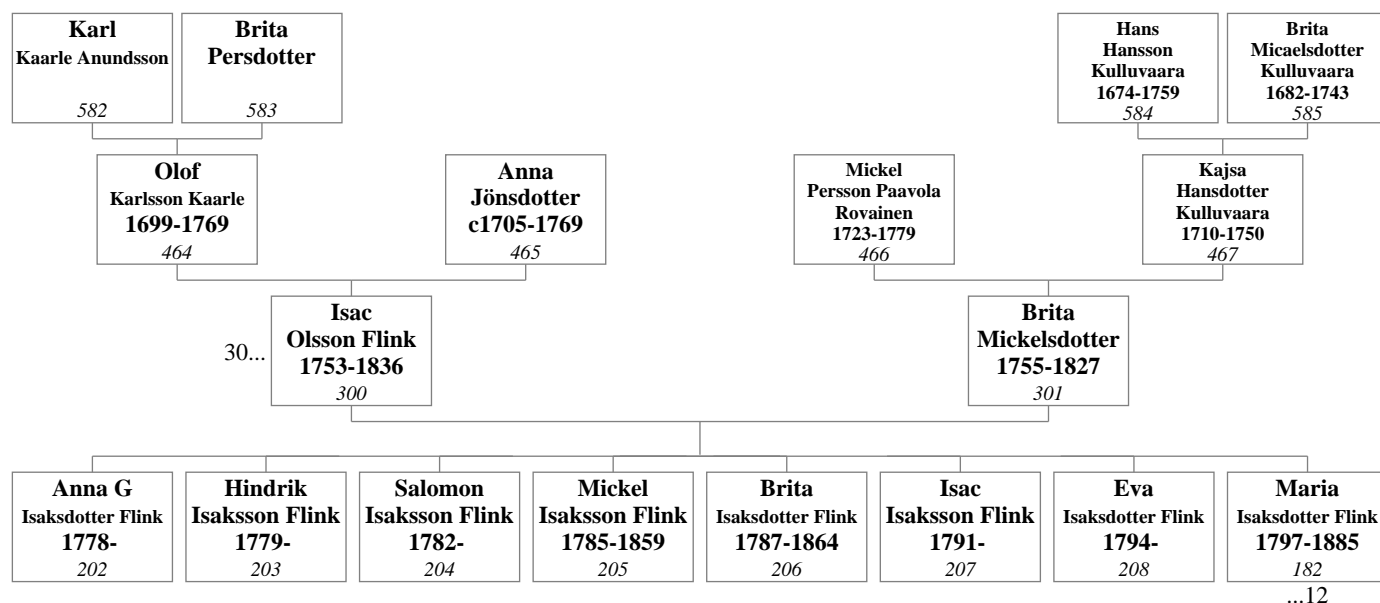 Karl
Kaarle Anundsson
582
Brita
Persdotter
583
Hans
Hansson
Kulluvaara
1674-1759
584
Brita
Micaelsdotter
Kulluvaara
1682-1743
585
Olof
Karlsson Kaarle
1699-1769
464
Anna
Jönsdotter
c1705-1769
465
Mickel
Persson Paavola
Rovainen
1723-1779
466
Kajsa
Hansdotter
Kulluvaara
1710-1750
467
30...
Isac
Olsson Flink
1753-1836
300
Brita
Mickelsdotter
1755-1827
301
Anna G
Isaksdotter Flink
1778-
202
Hindrik
Isaksson Flink
1779-
203
Salomon
Isaksson Flink
1782-
204
Mickel
Isaksson Flink
1785-1859
205
Brita
Isaksdotter Flink
1787-1864
206
Isac
Isaksson Flink
1791-
207
Eva
Isaksdotter Flink
1794-
208
Maria
Isaksdotter Flink
1797-1885
182
...12